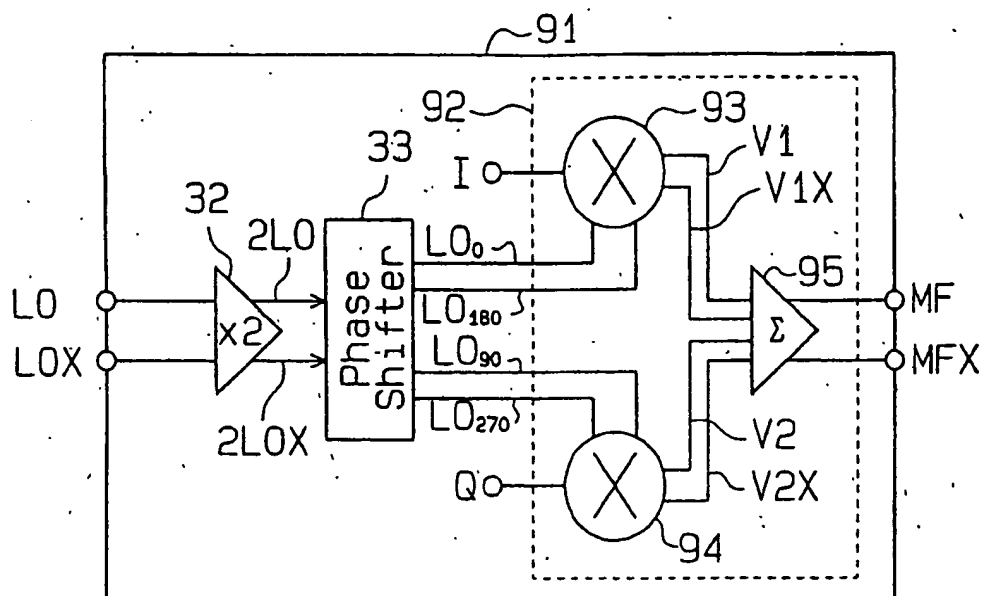 91
92
93
V1
V1X
33
I
32
2LO
LO₀
95
LO
x2
Phase Shifter
LO₁₈₀
Σ
MF
LOX
LO₉₀
MFX
2LOX
LO₂₇₀
V2
Q
V2X
94